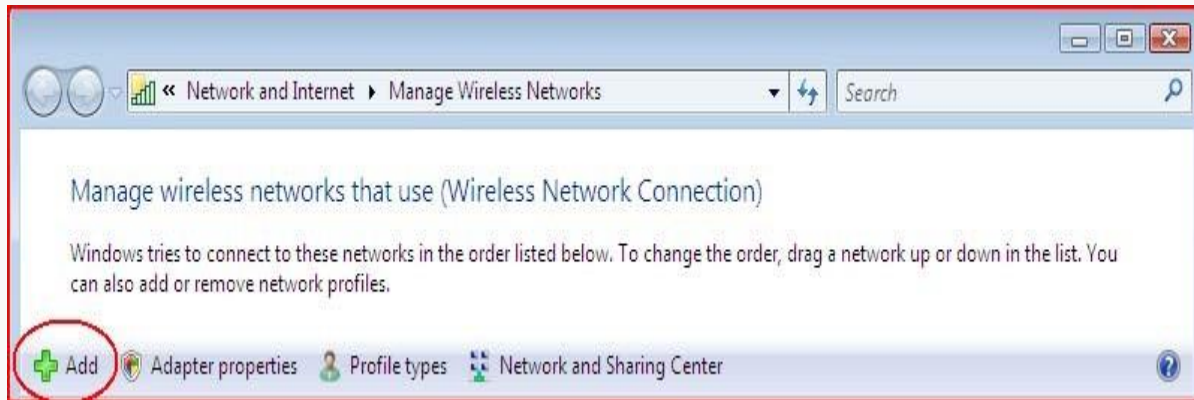 « Network and Internet ▸ Manage Wireless Networks Search
Manage wireless networks that use (Wireless Network Connection)
Windows tries to connect to these networks in the order listed below. To change the order, drag a network up or down in the list. You
can also add or remove network profiles.
Add Adapter properties Profile types Network and Sharing Center